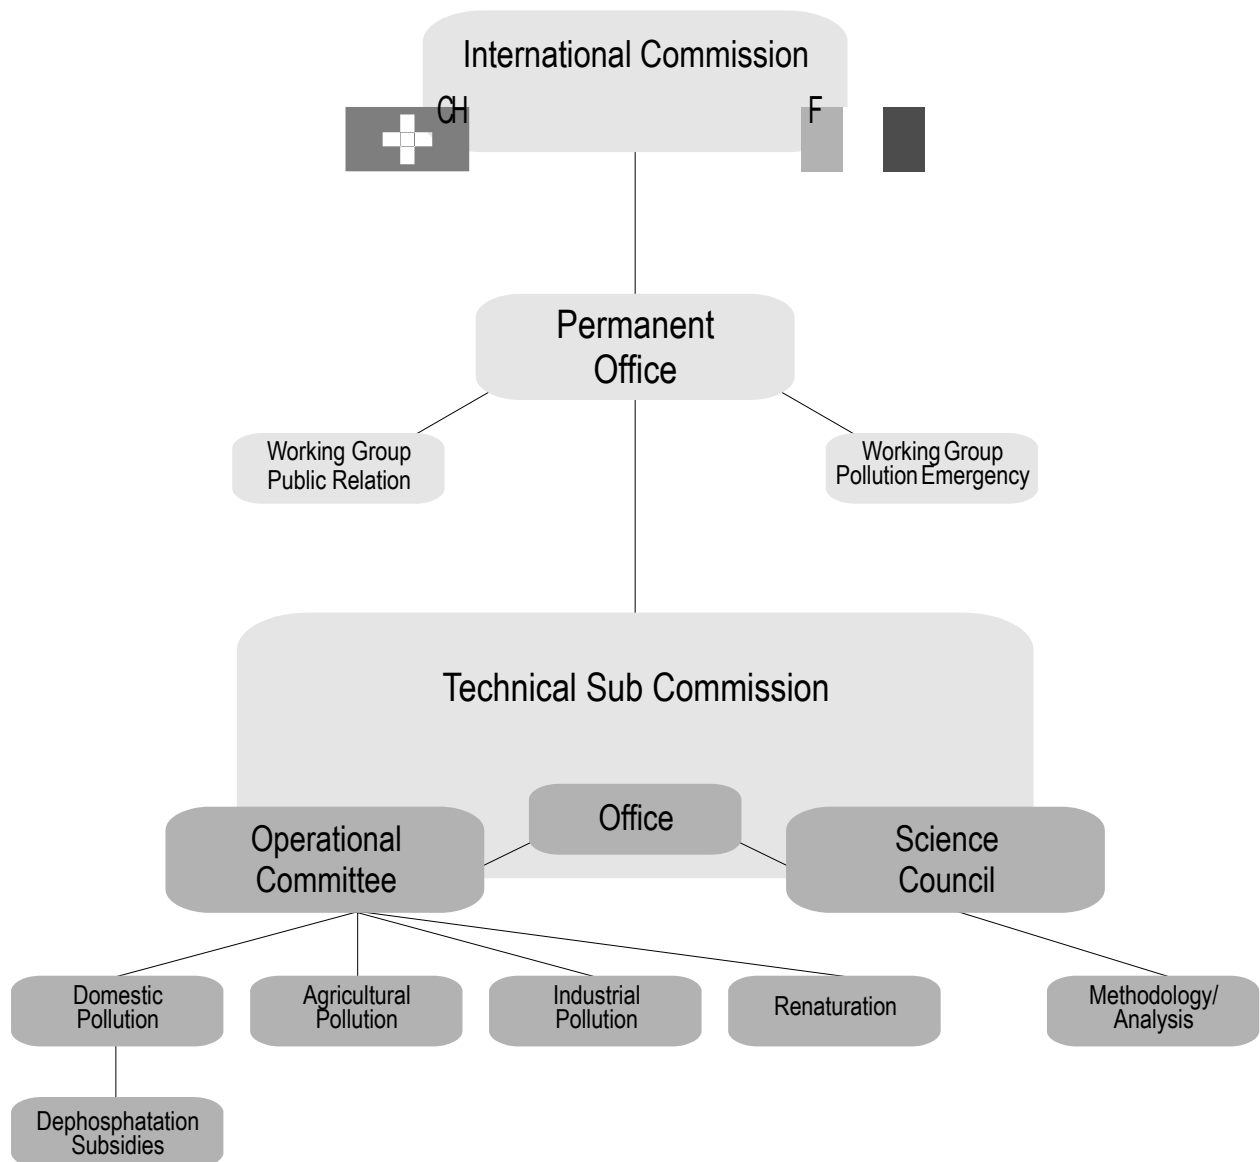 International Commission
CH
F
Permanent
Office
Working Group
Public Relation
Working Group
Pollution Emergency
Technical Sub Commission
Office
Operational
Committee
Science
Council
Domestic
Pollution
Agricultural
Pollution
Industrial
Pollution
Renaturation
Methodology/
Analysis
Dephosphatation
Subsidies